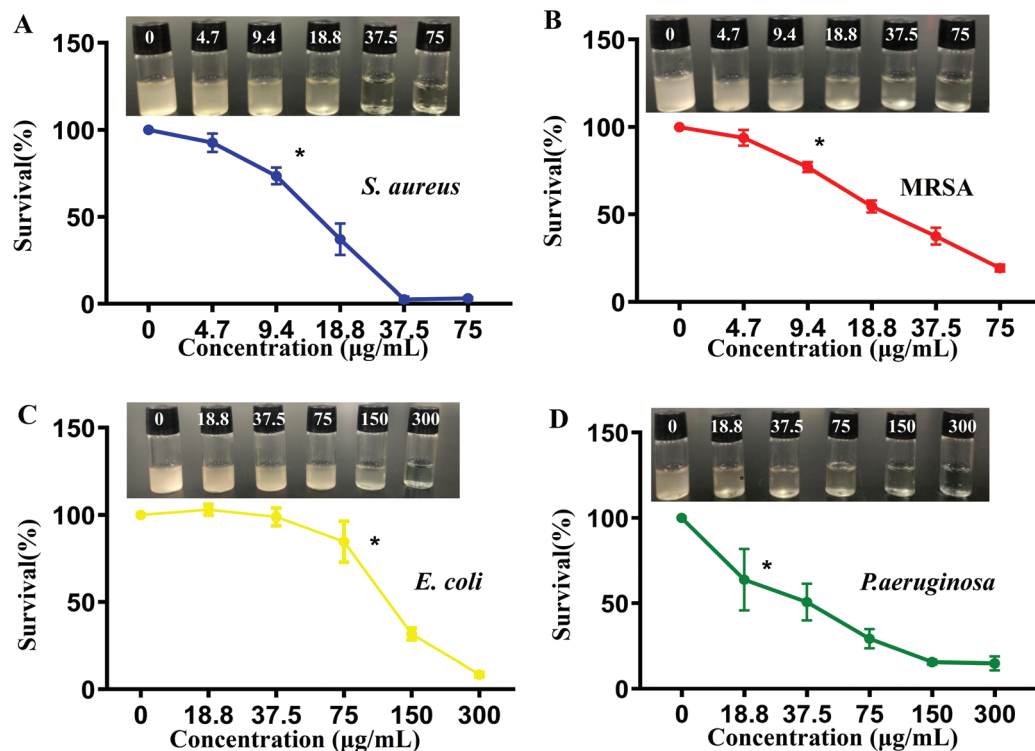 A
0 4.7 9.4 18.8 37.5 75
150
100
50
0
Survival(%)
*
S. aureus
0 4.7 9.4 18.8 37.5 75
Concentration (μg/mL)
B
0 4.7 9.4 18.8 37.5 75
150
100
50
0
Survival(%)
*
MRSA
0 4.7 9.4 18.8 37.5 75
Concentration (μg/mL)
C
0 18.8 37.5 75 150 300
150
100
50
0
Survival(%)
*
E. coli
0 18.8 37.5 75 150 300
Concentration (μg/mL)
D
0 18.8 37.5 75 150 300
150
100
50
0
Survival(%)
*
P.aeruginosa
0 18.8 37.5 75 150 300
Concentration (μg/mL)